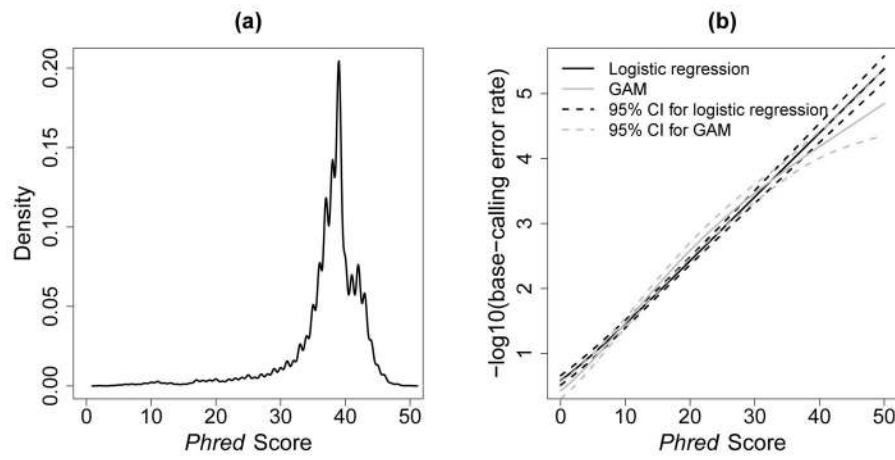 (a)
Density
0.00 0.05 0.10 0.15 0.20
0 10 20 30 40 50
Phred Score
(b)
−log10(base−calling error rate)
1 2 3 4 5
Logistic regression
GAM
95% CI for logistic regression
95% CI for GAM
0 10 20 30 40 50
Phred Score